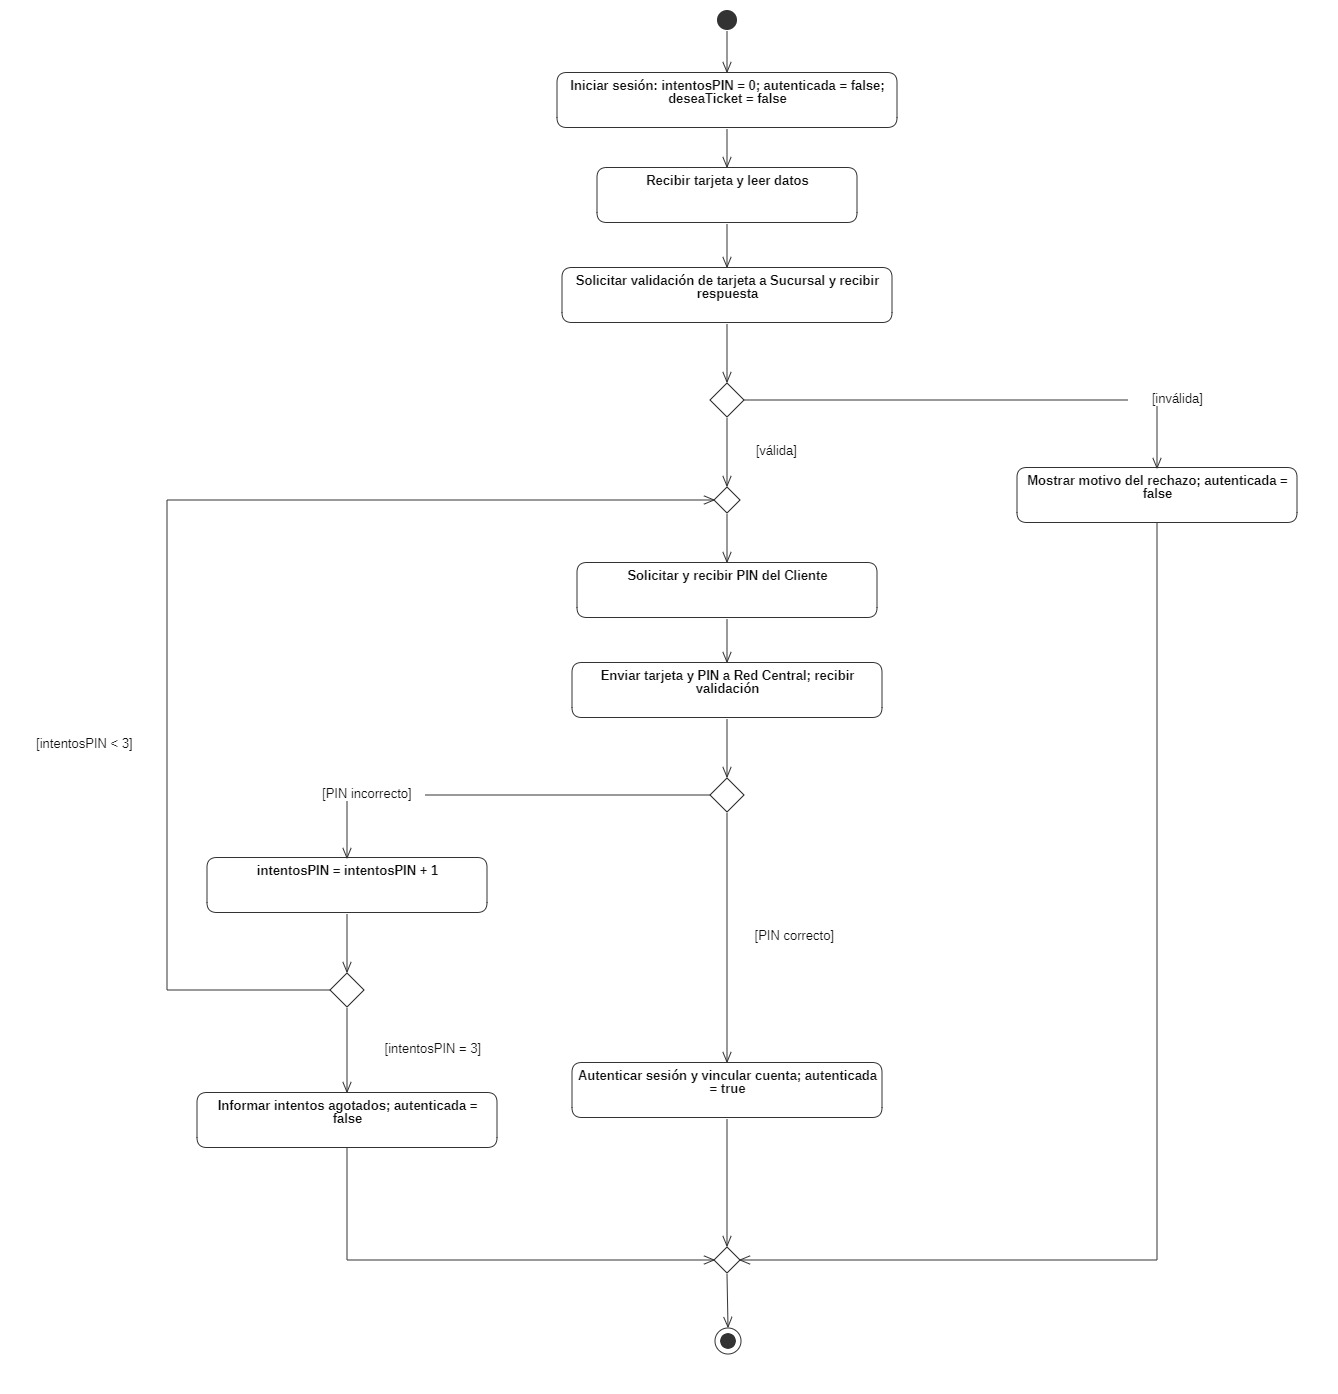 Iniciar sesión: intentosPIN = 0; autenticada = false;
deseaTicket = false
Recibir tarjeta y leer datos
Solicitar validación de tarjeta a Sucursal y recibir
respuesta
[inválida]
[válida]
Mostrar motivo del rechazo; autenticada =
false
Solicitar y recibir PIN del Cliente
Enviar tarjeta y PIN a Red Central; recibir
validación
[intentosPIN < 3]
[PIN incorrecto]
intentosPIN = intentosPIN + 1
[PIN correcto]
[intentosPIN = 3]
Autenticar sesión y vincular cuenta; autenticada
= true
Informar intentos agotados; autenticada =
false